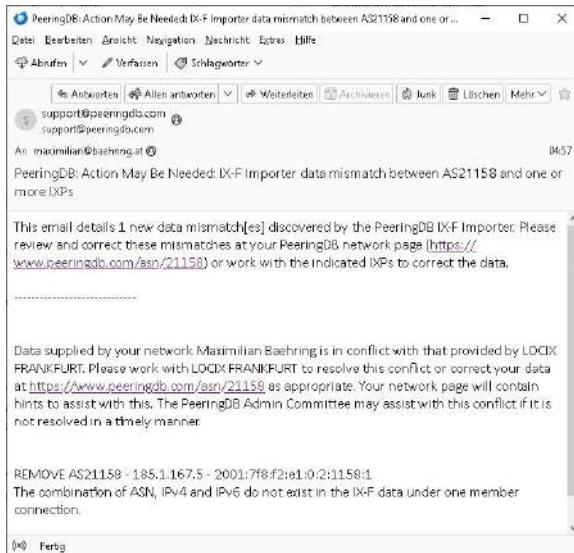 PeeringDB: Action May Be Needed: IX-F Importer data mismatch between AS21158 and one or ...
Datei Bearbeiten Ansicht Navigation Nachricht Extras Hilfe
Abrufen Verfassen Schlagwörter
Antworten Allen antworten Weiterleiten Archivieren Junk Löschen Mehr
S support@peeringdb.com
support@peeringdb.com
An maximilian@baehring.at 04:57
PeeringDB: Action May Be Needed: IX-F Importer data mismatch between AS21158 and one or
more IXPs
This email details 1 new data mismatch[es] discovered by the PeeringDB IX-F Importer. Please
review and correct these mismatches at your PeeringDB network page (https://
www.peeringdb.com/asn/21158) or work with the indicated IXPs to correct the data.
----------------------------
Data supplied by your network Maximilian Baehring is in conflict with that provided by LOCIX
FRANKFURT. Please work with LOCIX FRANKFURT to resolve this conflict or correct your data
at https://www.peeringdb.com/asn/21158 as appropriate. Your network page will contain
hints to assist with this. The PeeringDB Admin Committee may assist with this conflict if it is
not resolved in a timely manner.
REMOVE AS21158 - 185.1.167.5 - 2001:7f8:f2:e1:0:2:1158:1
The combination of ASN, IPv4 and IPv6 do not exist in the IX-F data under one member
connection.
Fertig